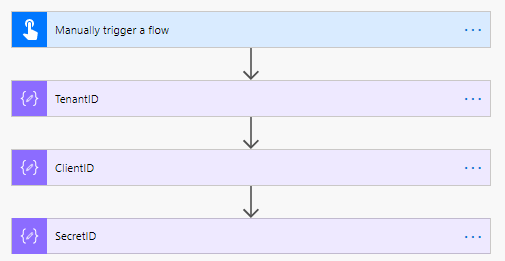 Manually trigger a flow
TenantID
ClientID
SecretID